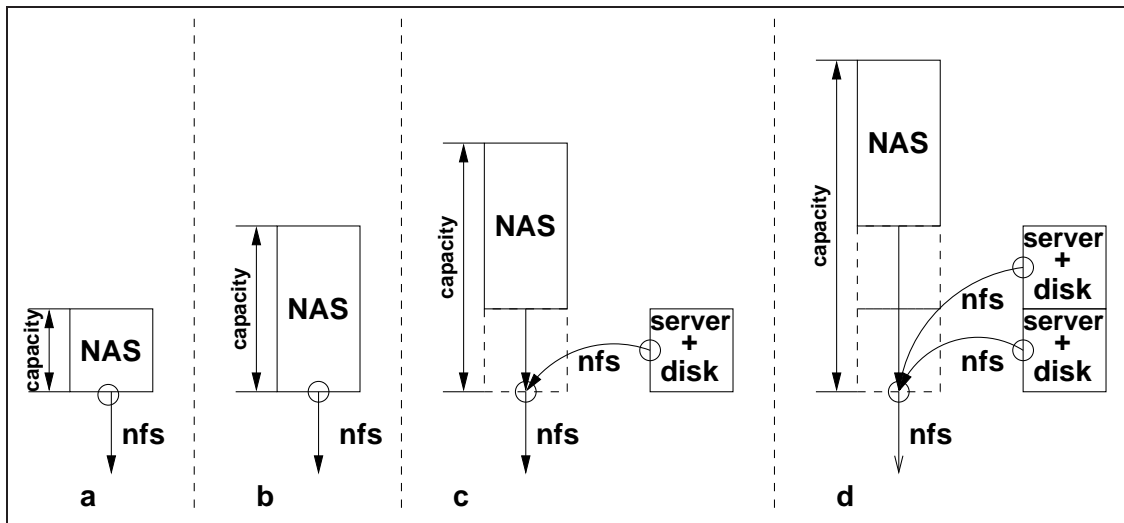 capacity
NAS
nfs
a
capacity
NAS
nfs
b
capacity
NAS
server
+
disk
nfs
nfs
c
capacity
NAS
server
+
disk
nfs
server
+
disk
nfs
nfs
d